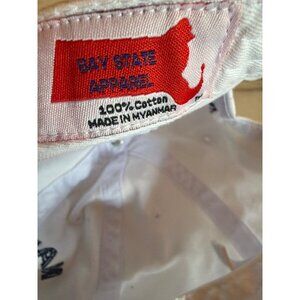 BAY STATE
APPAREL
100% Cotton
MADE IN MYANMAR